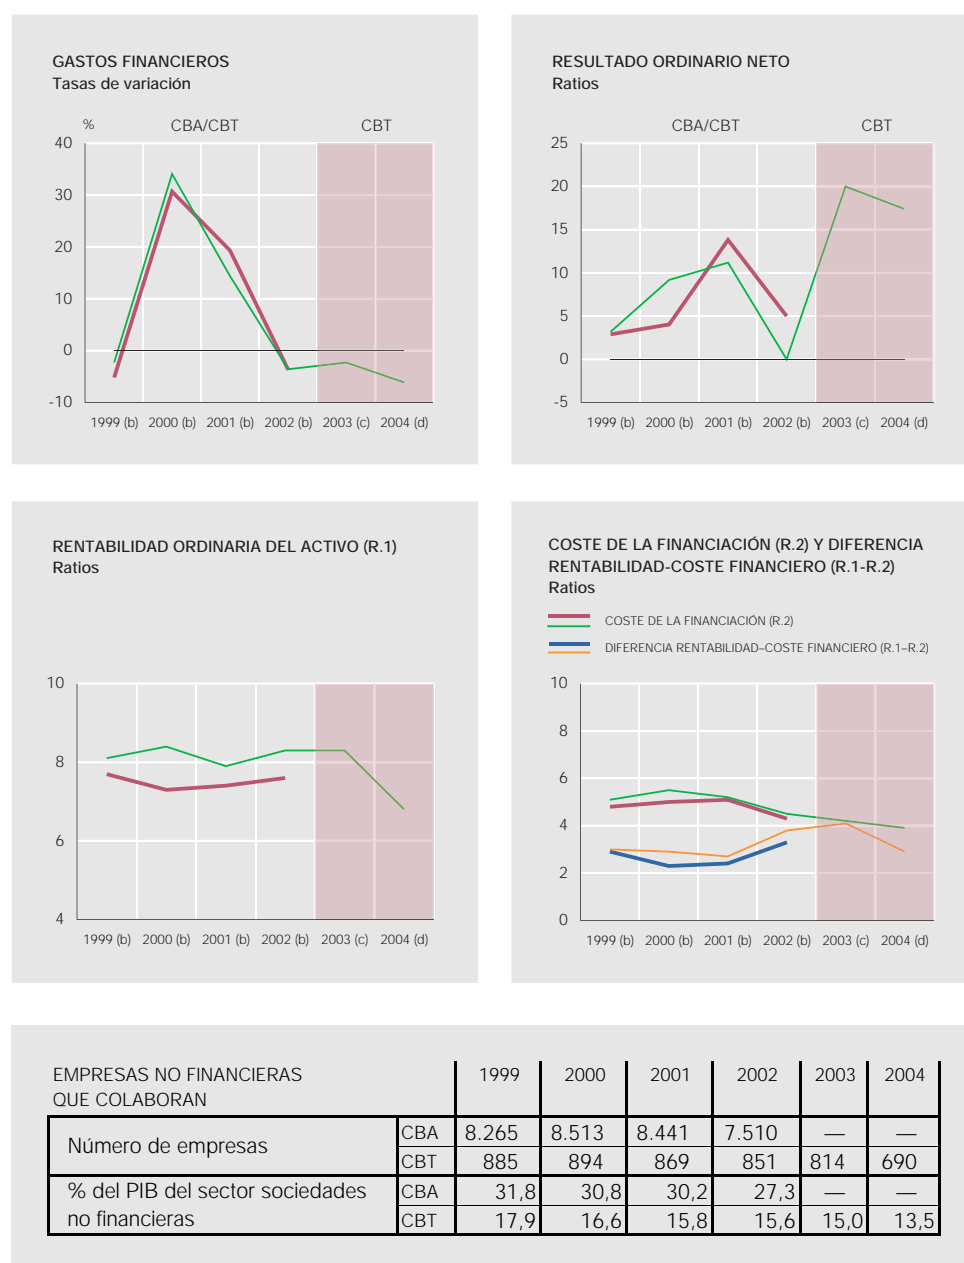 GASTOS FINANCIEROS
Tasas de variación
%
CBA/CBT
CBT
40
30
20
10
0
-10
1999 (b) 2000 (b) 2001 (b) 2002 (b) 2003 (c) 2004 (d)
RESULTADO ORDINARIO NETO
Ratios
CBA/CBT
CBT
25
20
15
10
5
0
-5
1999 (b) 2000 (b) 2001 (b) 2002 (b) 2003 (c) 2004 (d)
RENTABILIDAD ORDINARIA DEL ACTIVO (R.1)
Ratios
10
8
6
4
1999 (b) 2000 (b) 2001 (b) 2002 (b) 2003 (c) 2004 (d)
COSTE DE LA FINANCIACIÓN (R.2) Y DIFERENCIA
RENTABILIDAD-COSTE FINANCIERO (R.1-R.2)
Ratios
COSTE DE LA FINANCIACIÓN (R.2)
DIFERENCIA RENTABILIDAD–COSTE FINANCIERO (R.1–R.2)
10
8
6
4
2
0
1999 (b) 2000 (b) 2001 (b) 2002 (b) 2003 (c) 2004 (d)
EMPRESAS NO FINANCIERAS 1999 2000 2001 2002 2003 2004
QUE COLABORAN
Número de empresas
CBA 8.265 8.513 8.441 7.510 — —
CBT 885 894 869 851 814 690
% del PIB del sector sociedades CBA 31,8 30,8 30,2 27,3 — —
no financieras CBT 17,9 16,6 15,8 15,6 15,0 13,5